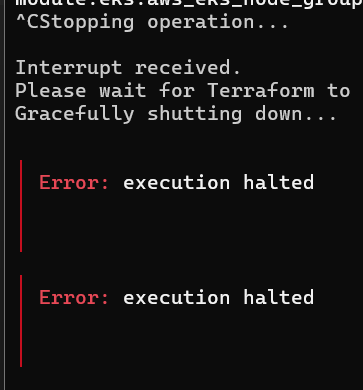 module.eks.aws_eks_node_group
^CStopping operation...
Interrupt received.
Please wait for Terraform to
Gracefully shutting down...
Error: execution halted
Error: execution halted